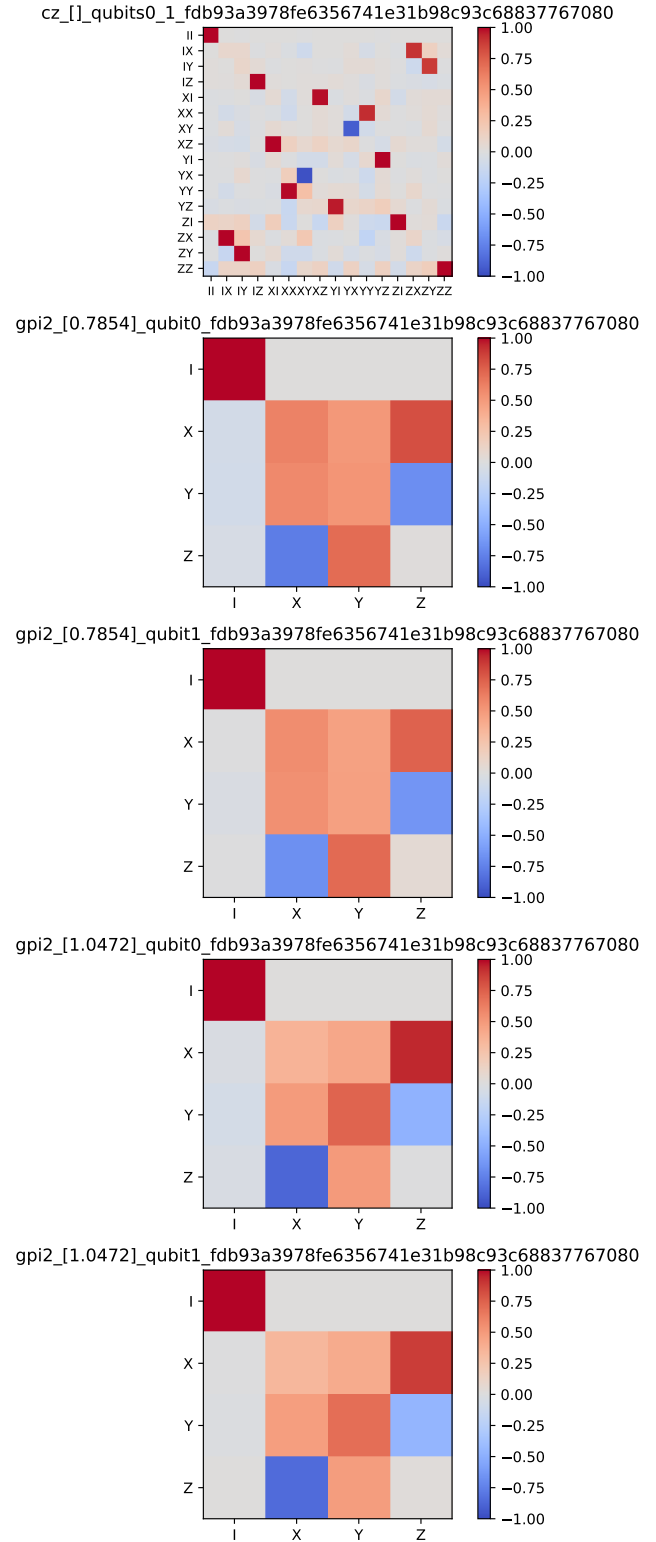 cz_[]_qubits0_1_fdb93a3978fe6356741e31b98c93c68837767080
II
IX
IY
IZ
XI
XX
XY
XZ
YI
YX
YY
YZ
ZI
ZX
ZY
ZZ
II IX IY IZ XI XX XY XZ YI YX YY YZ ZI ZX ZY ZZ
1.00
0.75
0.50
0.25
0.00
−0.25
−0.50
−0.75
−1.00
gpi2_[0.7854]_qubit0_fdb93a3978fe6356741e31b98c93c68837767080
I
X
Y
Z
I X Y Z
1.00
0.75
0.50
0.25
0.00
−0.25
−0.50
−0.75
−1.00
gpi2_[0.7854]_qubit1_fdb93a3978fe6356741e31b98c93c68837767080
I
X
Y
Z
I X Y Z
1.00
0.75
0.50
0.25
0.00
−0.25
−0.50
−0.75
−1.00
gpi2_[1.0472]_qubit0_fdb93a3978fe6356741e31b98c93c68837767080
I
X
Y
Z
I X Y Z
1.00
0.75
0.50
0.25
0.00
−0.25
−0.50
−0.75
−1.00
gpi2_[1.0472]_qubit1_fdb93a3978fe6356741e31b98c93c68837767080
I
X
Y
Z
I X Y Z
1.00
0.75
0.50
0.25
0.00
−0.25
−0.50
−0.75
−1.00